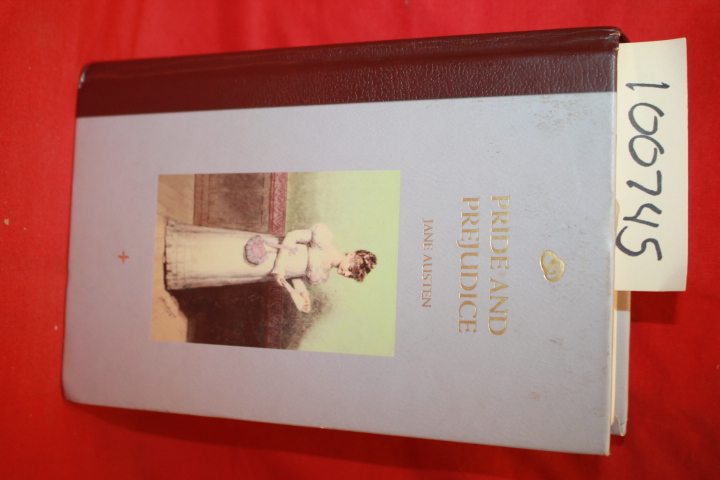 PRIDE AND
PREJUDICE
JANE AUSTEN
100745